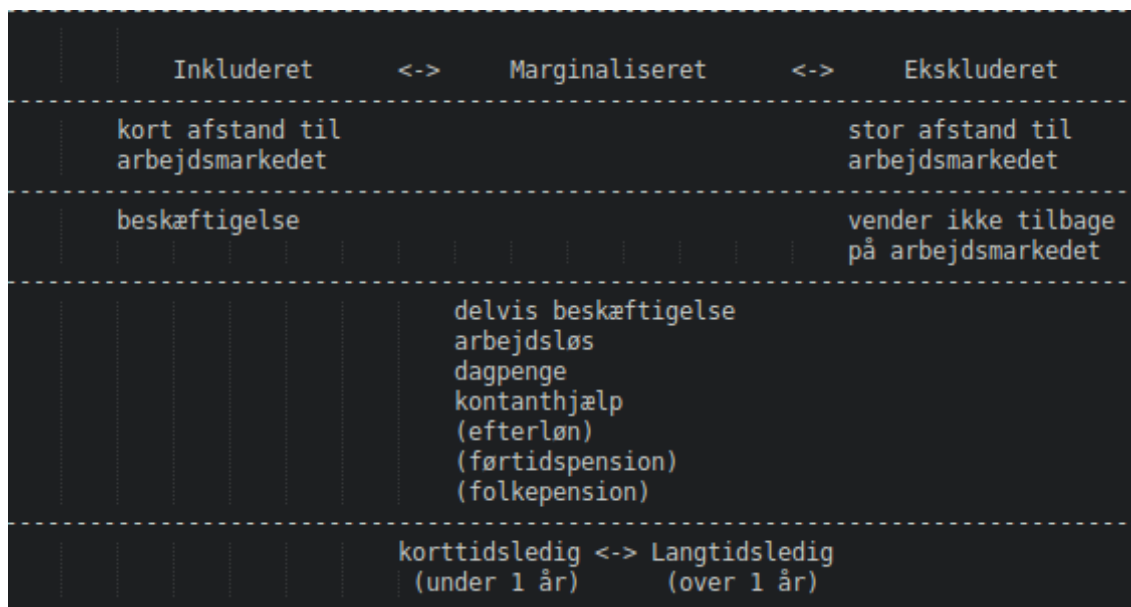 Inkluderet <-> Marginaliseret <-> Ekskluderet
kort afstand til stor afstand til
arbejdsmarkedet arbejdsmarkedet
beskæftigelse vender ikke tilbage
på arbejdsmarkedet
delvis beskæftigelse
arbejdsløs
dagpenge
kontanthjælp
(efterløn)
(førtidspension)
(folkepension)
korttidsledig <-> Langtidsledig
(under 1 år) (over 1 år)